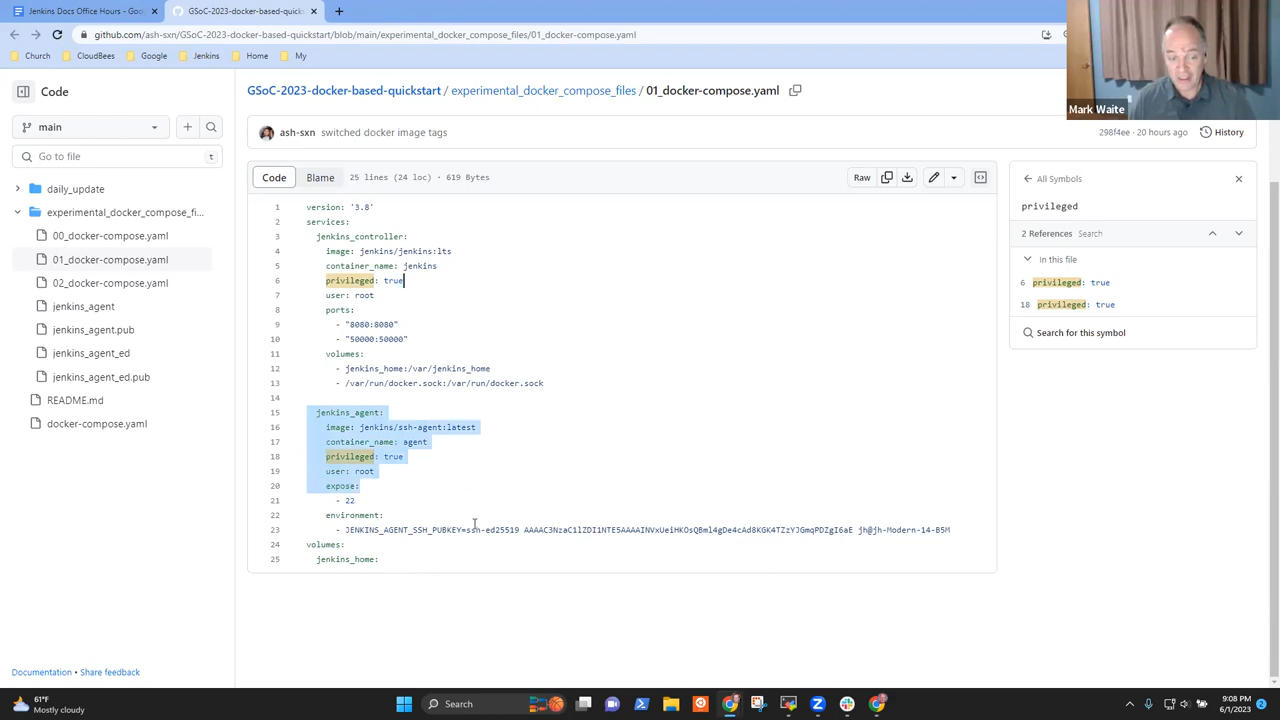 Jenkins Docs Office Hours - Goo
GSoC-2023-docker-based-quickst
github.com/ash-sxn/GSoC-2023-docker-based-quickstart/blob/main/experimental_docker_compose_files/01_docker-compose.yaml
Church
CloudBees
Google
Jenkins
Home
My
Mark Waite
Code
main
Go to file
t
daily_update
experimental_docker_compose_fi...
00_docker-compose.yaml
01_docker-compose.yaml
02_docker-compose.yaml
jenkins_agent
jenkins_agent.pub
jenkins_agent_ed
jenkins_agent_ed.pub
README.md
docker-compose.yaml
Documentation • Share feedback
GSoC-2023-docker-based-quickstart / experimental_docker_compose_files / 01_docker-compose.yaml
ash-sxn switched docker image tags
298f4ee · 20 hours ago
History
Code
Blame
25 lines (24 loc) · 619 Bytes
Raw
1 version: '3.8'
2 services:
3 jenkins_controller:
4 image: jenkins/jenkins:lts
5 container_name: jenkins
6 privileged: true
7 user: root
8 ports:
9 - "8080:8080"
10 - "50000:50000"
11 volumes:
12 - jenkins_home:/var/jenkins_home
13 - /var/run/docker.sock:/var/run/docker.sock
14
15 jenkins_agent:
16 image: jenkins/ssh-agent:latest
17 container_name: agent
18 privileged: true
19 user: root
20 expose:
21 - 22
22 environment:
23 - JENKINS_AGENT_SSH_PUBKEY=ssh-ed25519 AAAAC3NzaC1lZDI1NTE5AAAAINVxUeiHKOsQBml4gDe4cAd8KGK4TZzYJGmqPDZgI6aE jh@jh-Modern-14-B5M
24 volumes:
25 jenkins_home:
All Symbols
privileged
2 References Search
In this file
6 privileged: true
18 privileged: true
Search for this symbol
61°F
Mostly cloudy
Search
9:08 PM
6/1/2023
2